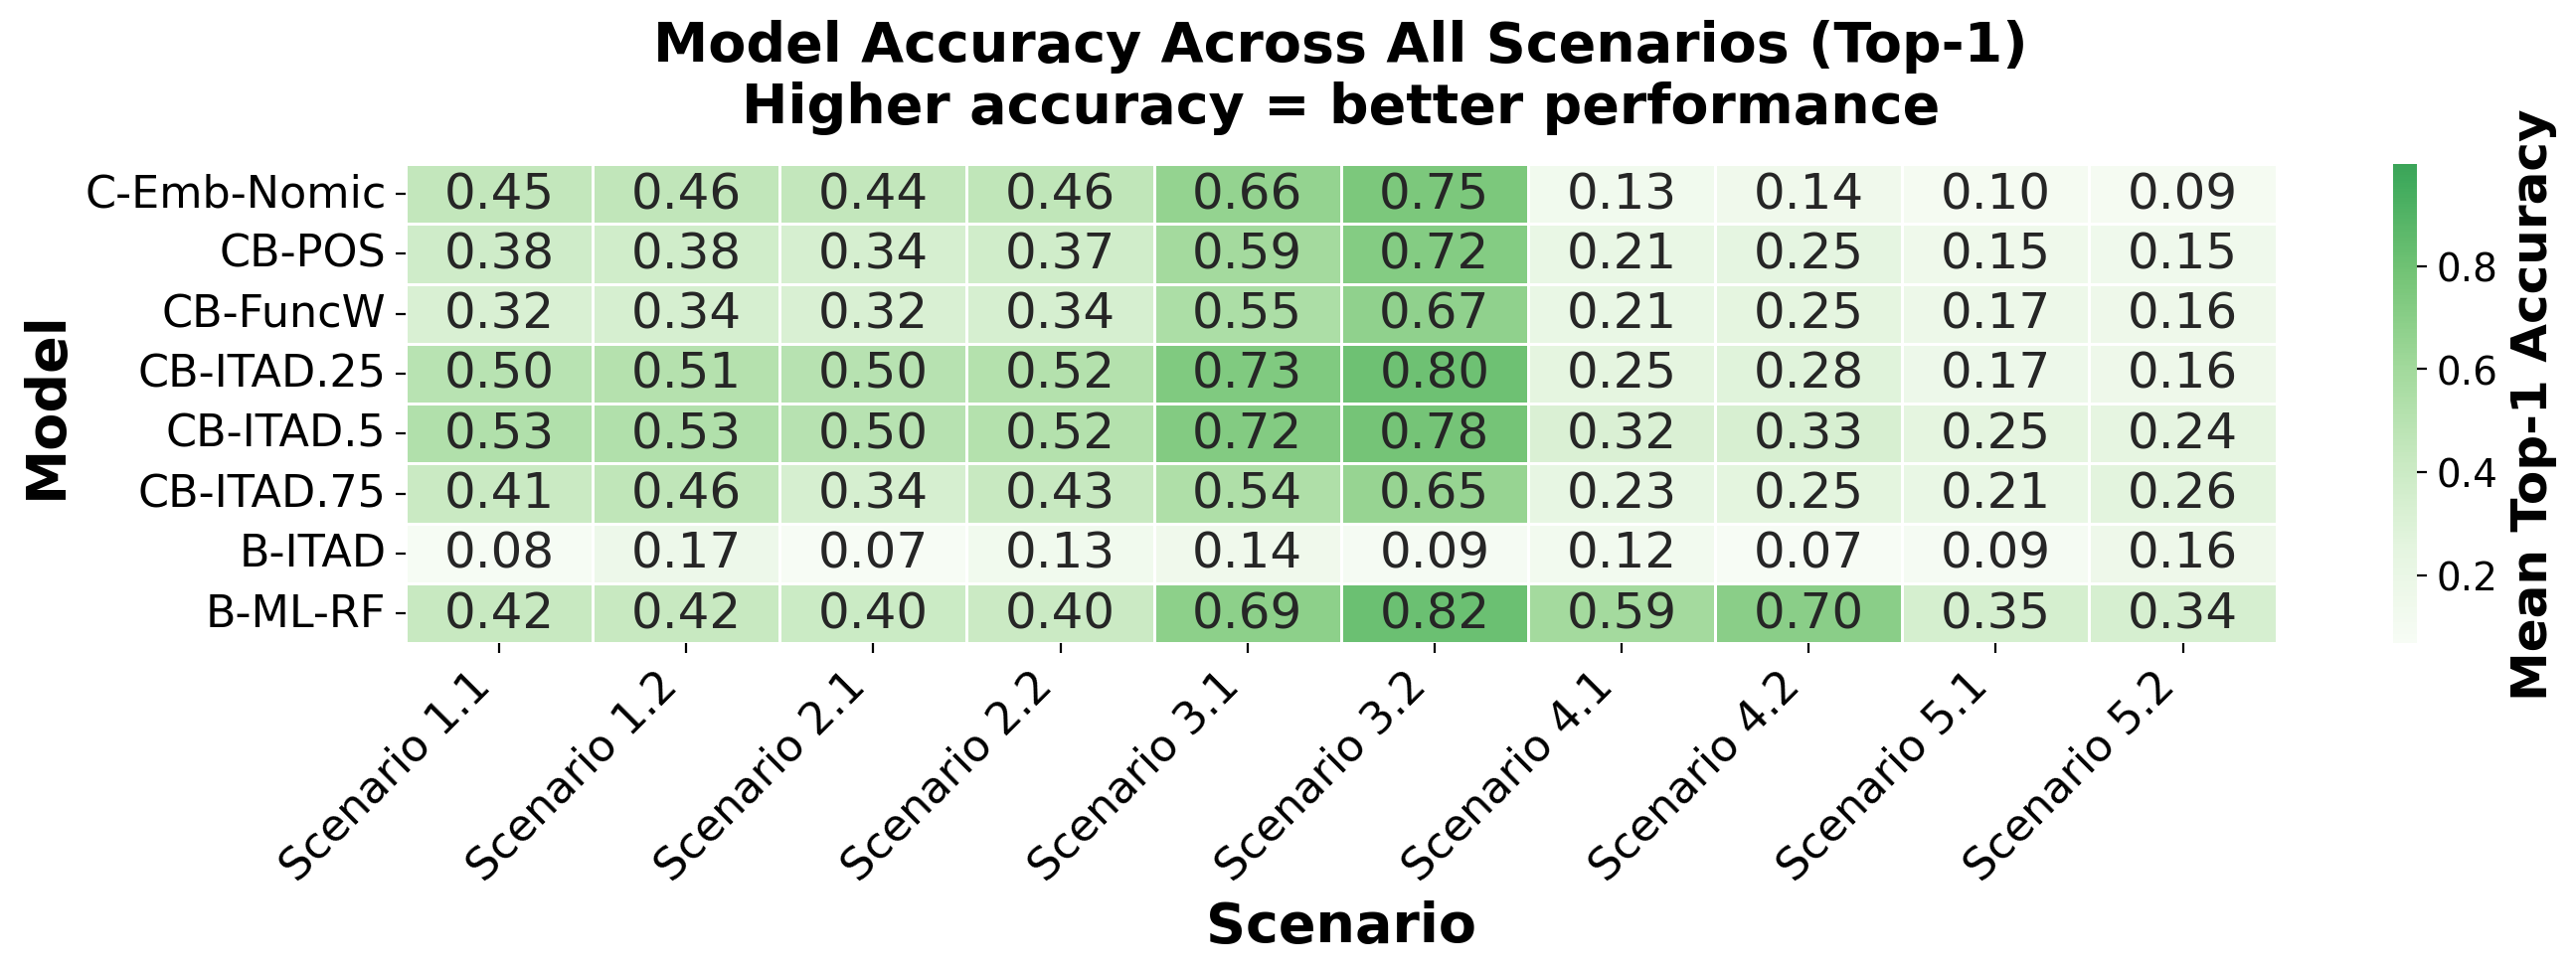 Model Accuracy Across All Scenarios (Top-1)
Higher accuracy = better performance
Model
C-Emb-Nomic 0.45 0.46 0.44 0.46 0.66 0.75 0.13 0.14 0.10 0.09
CB-POS 0.38 0.38 0.34 0.37 0.59 0.72 0.21 0.25 0.15 0.15
CB-FuncW 0.32 0.34 0.32 0.34 0.55 0.67 0.21 0.25 0.17 0.16
CB-ITAD.25 0.50 0.51 0.50 0.52 0.73 0.80 0.25 0.28 0.17 0.16
CB-ITAD.5 0.53 0.53 0.50 0.52 0.72 0.78 0.32 0.33 0.25 0.24
CB-ITAD.75 0.41 0.46 0.34 0.43 0.54 0.65 0.23 0.25 0.21 0.26
B-ITAD 0.08 0.17 0.07 0.13 0.14 0.09 0.12 0.07 0.09 0.16
B-ML-RF 0.42 0.42 0.40 0.40 0.69 0.82 0.59 0.70 0.35 0.34
Scenario 1.1
Scenario 1.2
Scenario 2.1
Scenario 2.2
Scenario 3.1
Scenario 3.2
Scenario 4.1
Scenario 4.2
Scenario 5.1
Scenario 5.2
Scenario
0.8
0.6
0.4
0.2
Mean Top-1 Accuracy